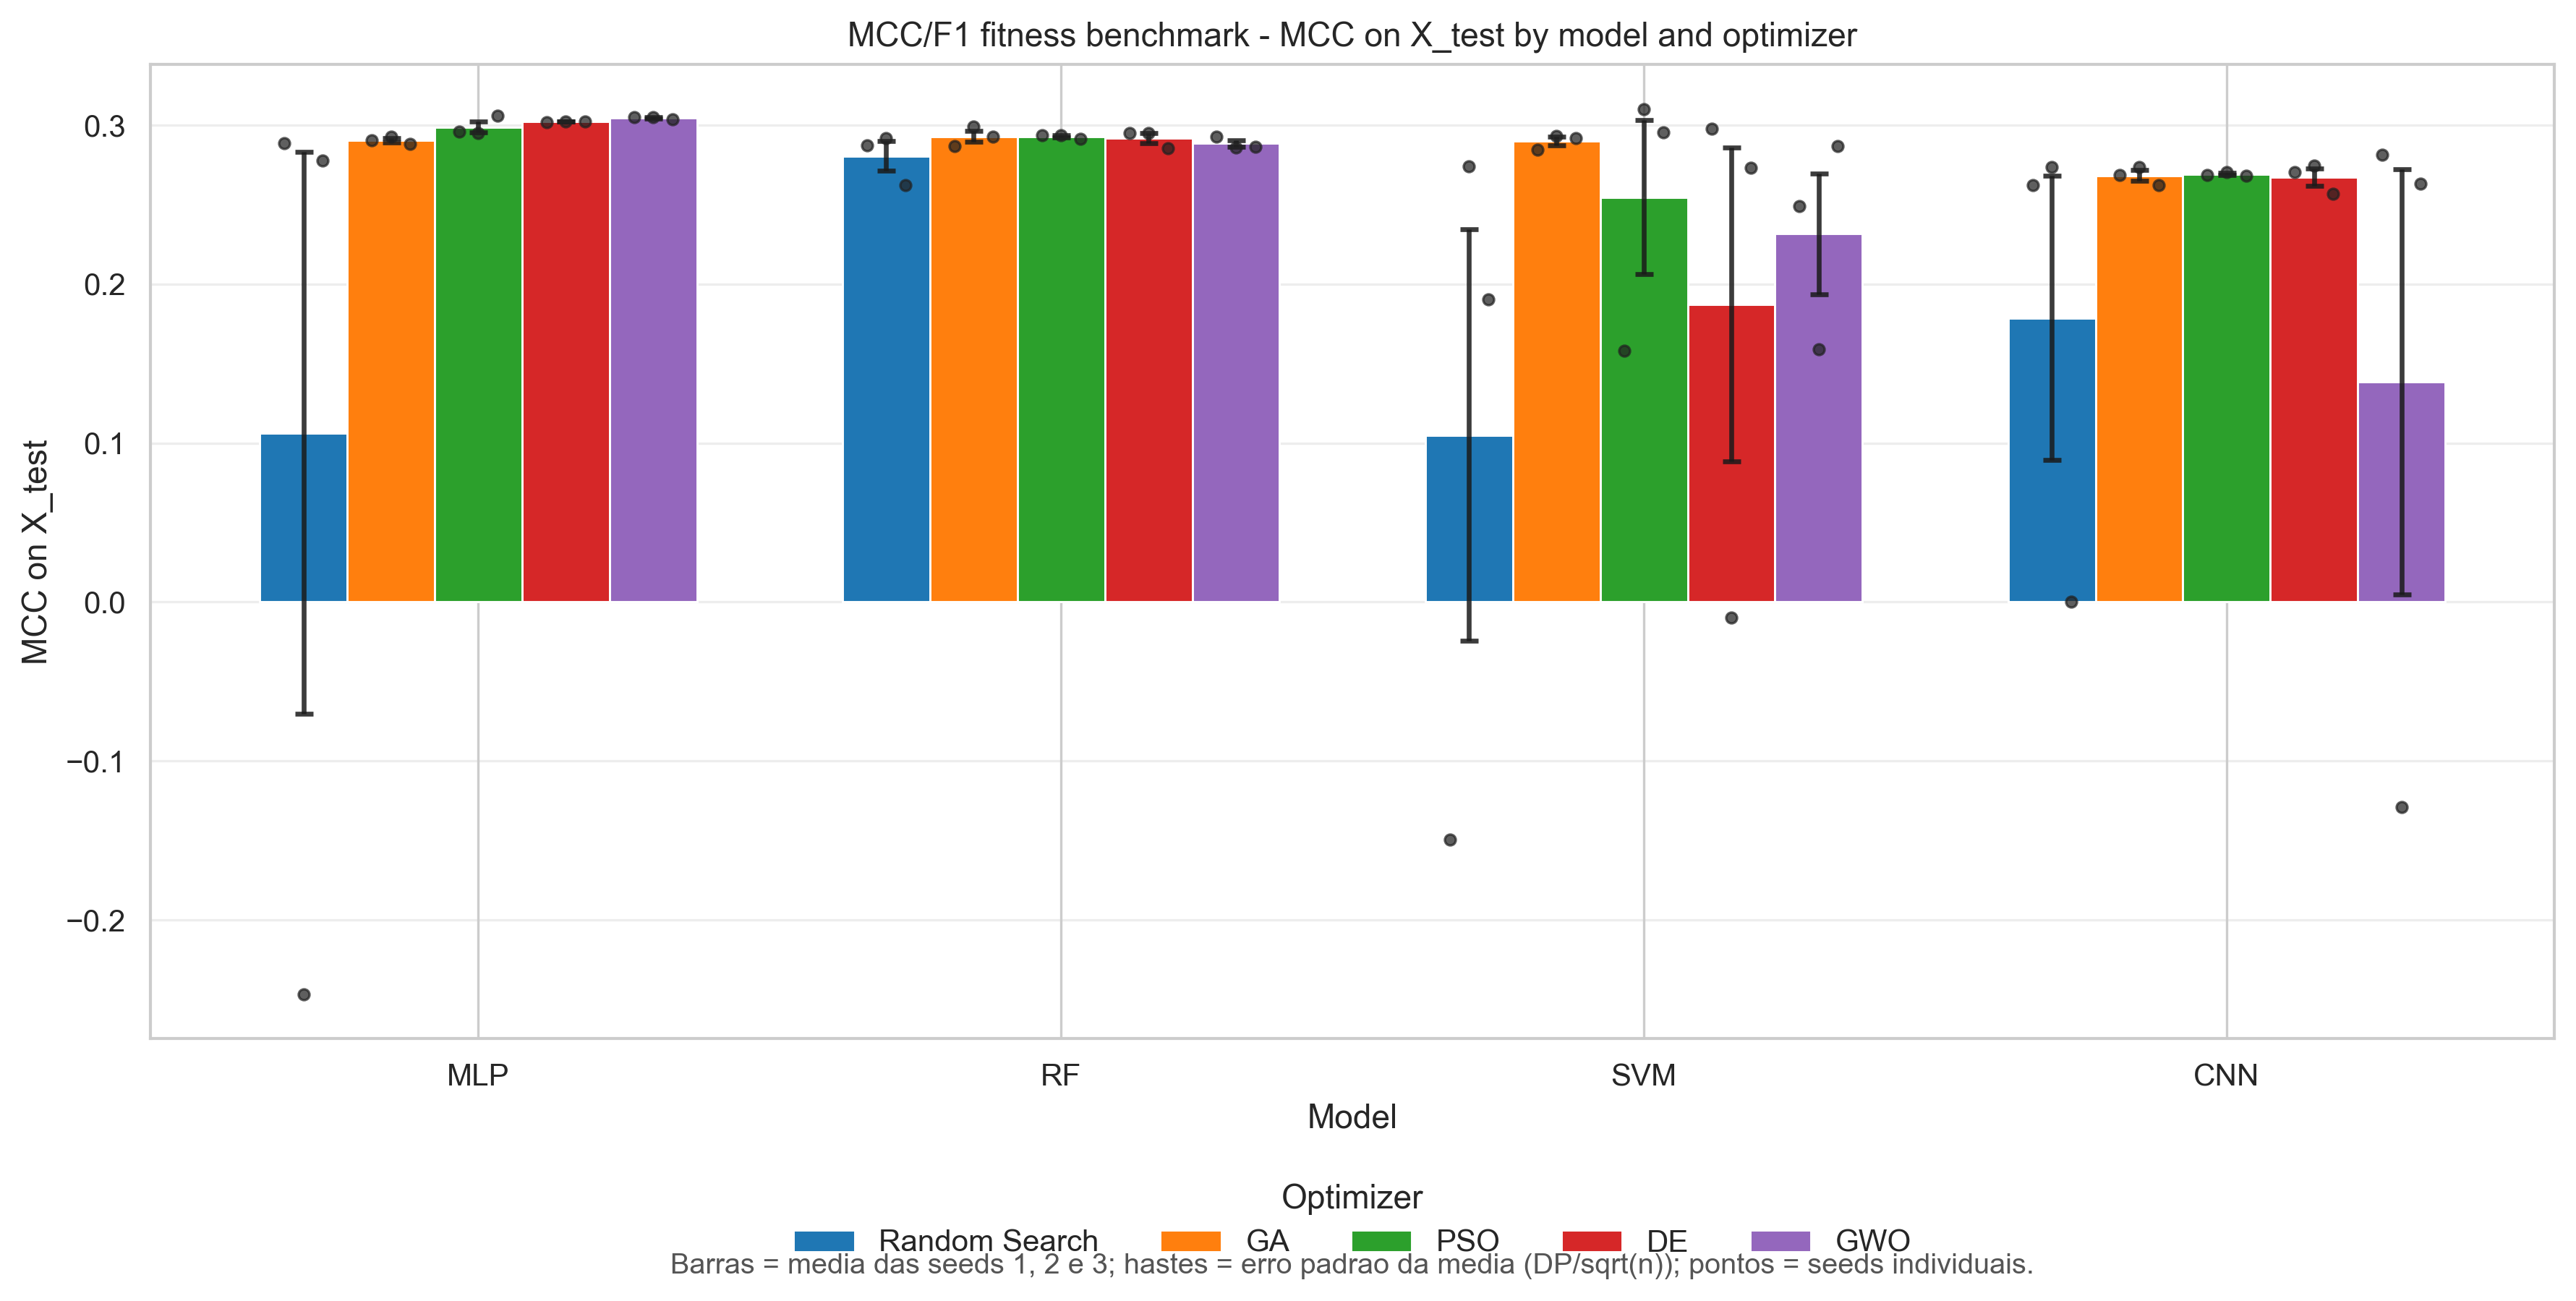 MCC/F1 fitness benchmark - MCC on X_test by model and optimizer
MCC on X_test
0.3
0.2
0.1
0.0
−0.1
−0.2
MLP RF SVM CNN
Model
Optimizer
Random Search GA PSO DE GWO
Barras = media das seeds 1, 2 e 3; hastes = erro padrao da media (DP/sqrt(n)); pontos = seeds individuais.